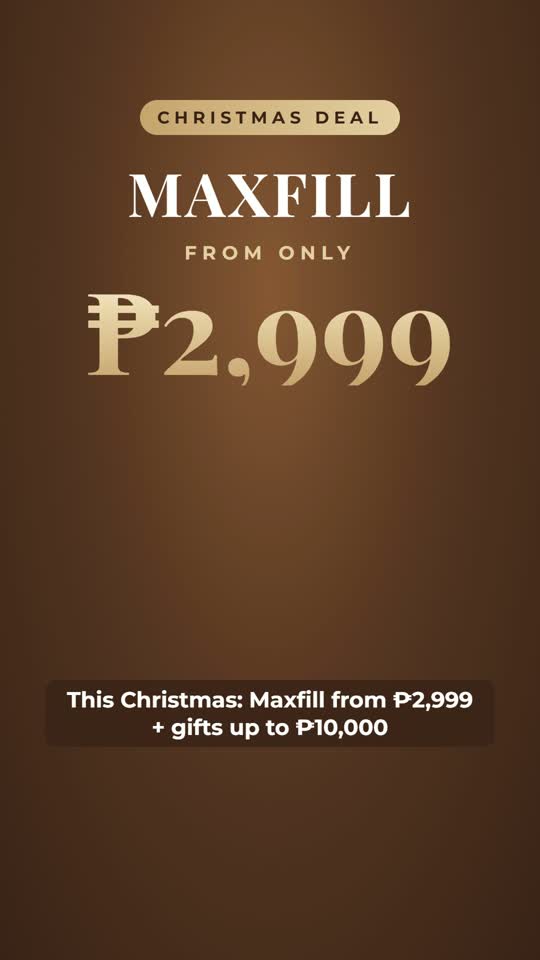 CHRISTMAS DEAL
MAXFILL
FROM ONLY
₱2,999
This Christmas: Maxfill from ₱2,999
+ gifts up to ₱10,000